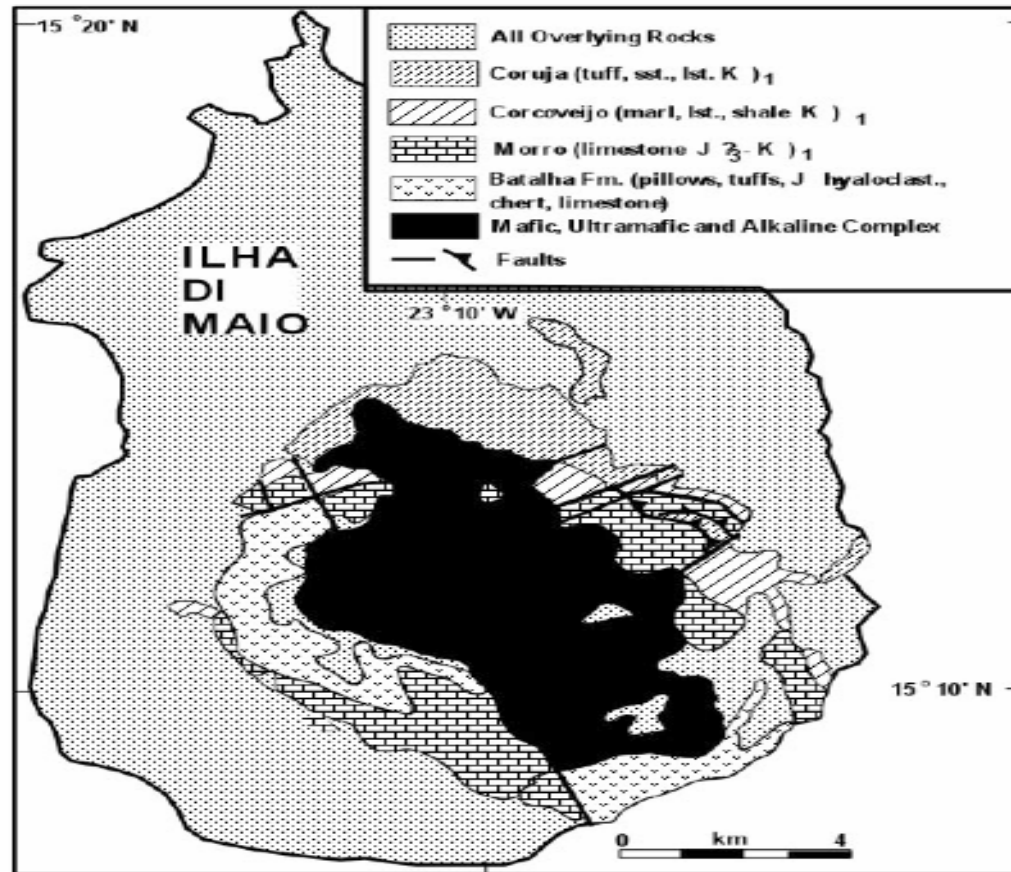 15 °20' N
All Overlying Rocks
Coruja (tuff, sst., lst. K )₁
Corcoveijo (marl, lst., shale K ) ₁
Morro (limestone J ?₃- K )₁
Batalha Fm. (pillows, tuffs, J hyaloclast.,
chert, limestone)
Mafic, Ultramafic and Alkaline Complex
Faults
ILHA
DI
MAIO
23 °10' W
15 ° 10' N
0 km 4